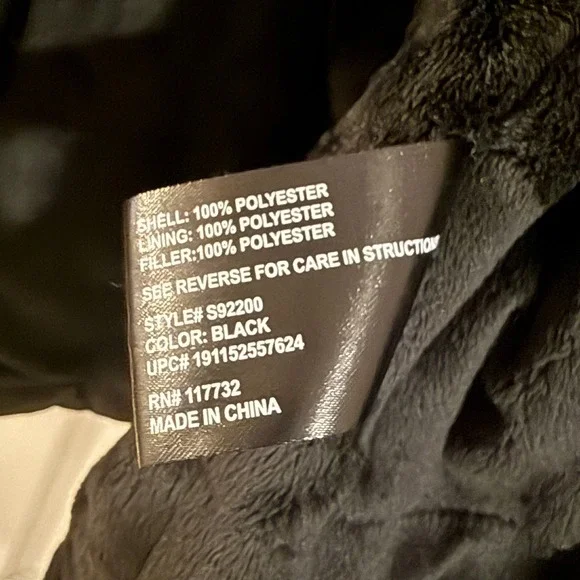 SHELL: 100% POLYESTER
LINING: 100% POLYESTER
FILLER:100% POLYESTER
SEE REVERSE FOR CARE IN STRUCTION
STYLE# S92200
COLOR: BLACK
UPC# 191152557624
RN# 117732
MADE IN CHINA